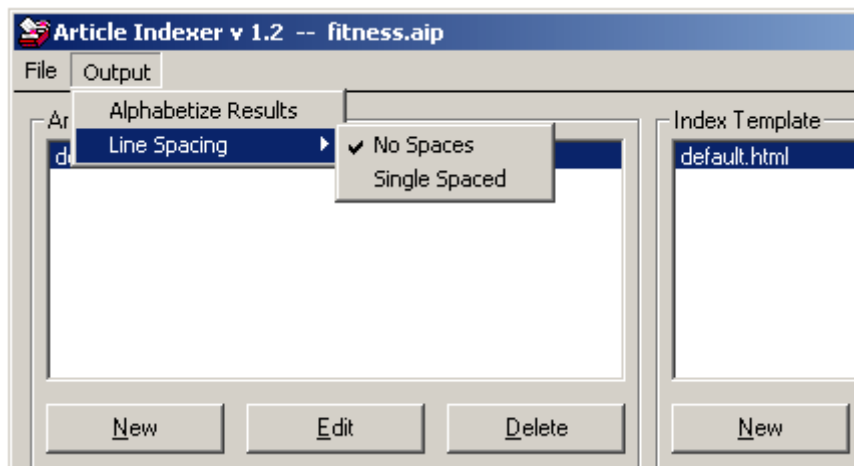 Article Indexer v 1.2 -- fitness.aip
File Output
Alphabetize Results
Line Spacing
No Spaces
Single Spaced
Index Template
default.html
New Edit Delete
New